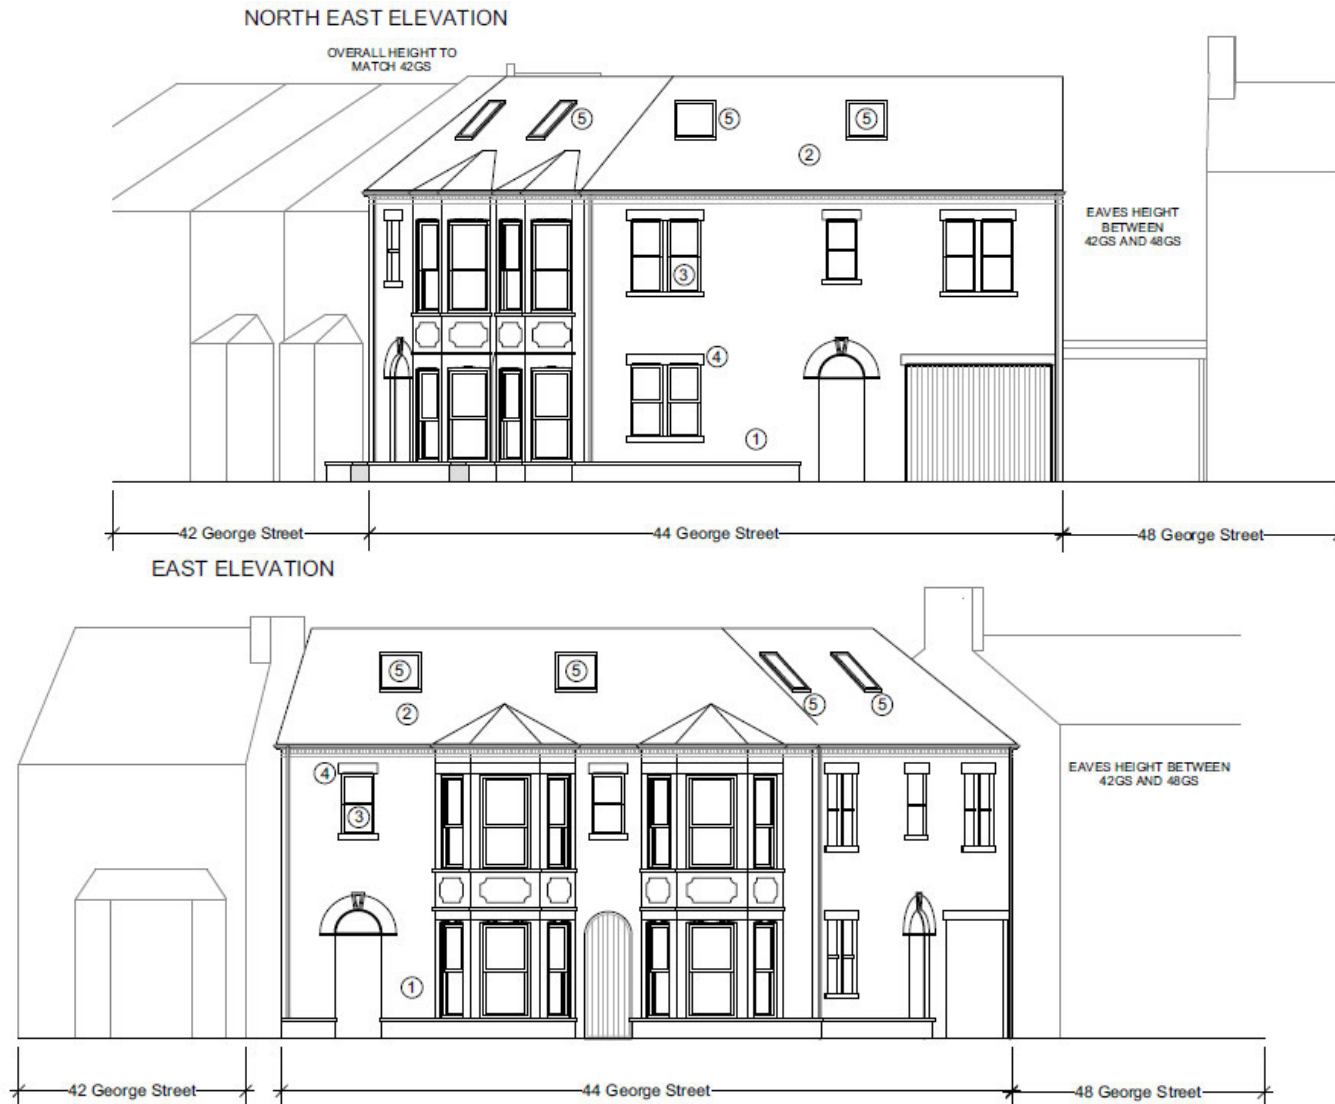 NORTH EAST ELEVATION
OVERALL HEIGHT TO
MATCH 42GS
5
5
5
2
EAVES HEIGHT
BETWEEN
42GS AND 48GS
3
4
1
42 George Street
44 George Street
48 George Street
EAST ELEVATION
5
5
5
5
2
EAVES HEIGHT BETWEEN
42GS AND 48GS
4
3
1
42 George Street
44 George Street
48 George Street